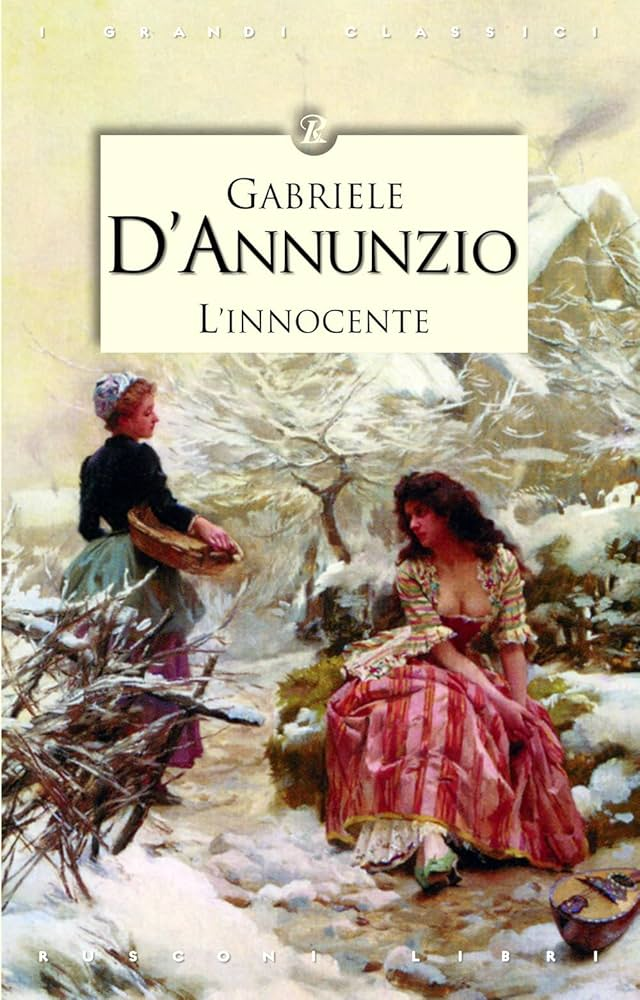 I GRANDI CLASSICI
R
GABRIELE
D'ANNUNZIO
L'INNOCENTE
RUSCONI LIBRI